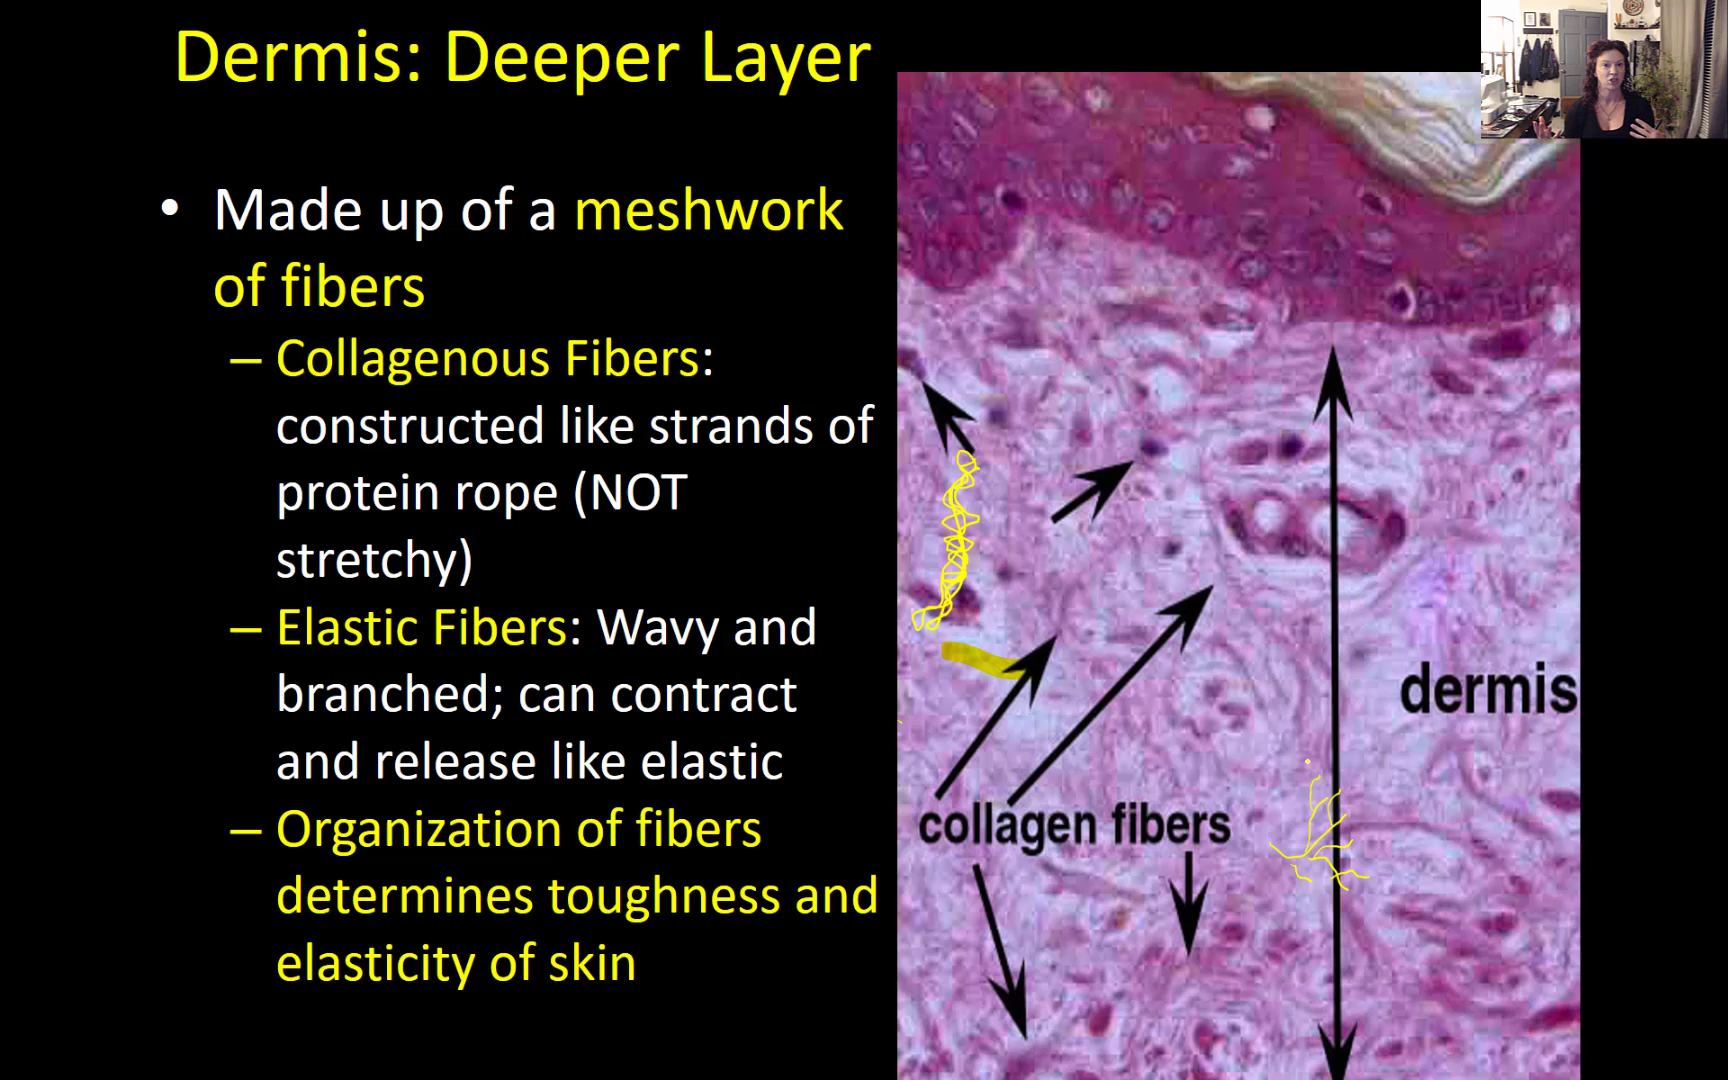 Dermis: Deeper Layer
• Made up of a meshwork
of fibers
– Collagenous Fibers:
constructed like strands of
protein rope (NOT
stretchy)
– Elastic Fibers: Wavy and
branched; can contract
and release like elastic
– Organization of fibers
determines toughness and
elasticity of skin
dermis
collagen fibers